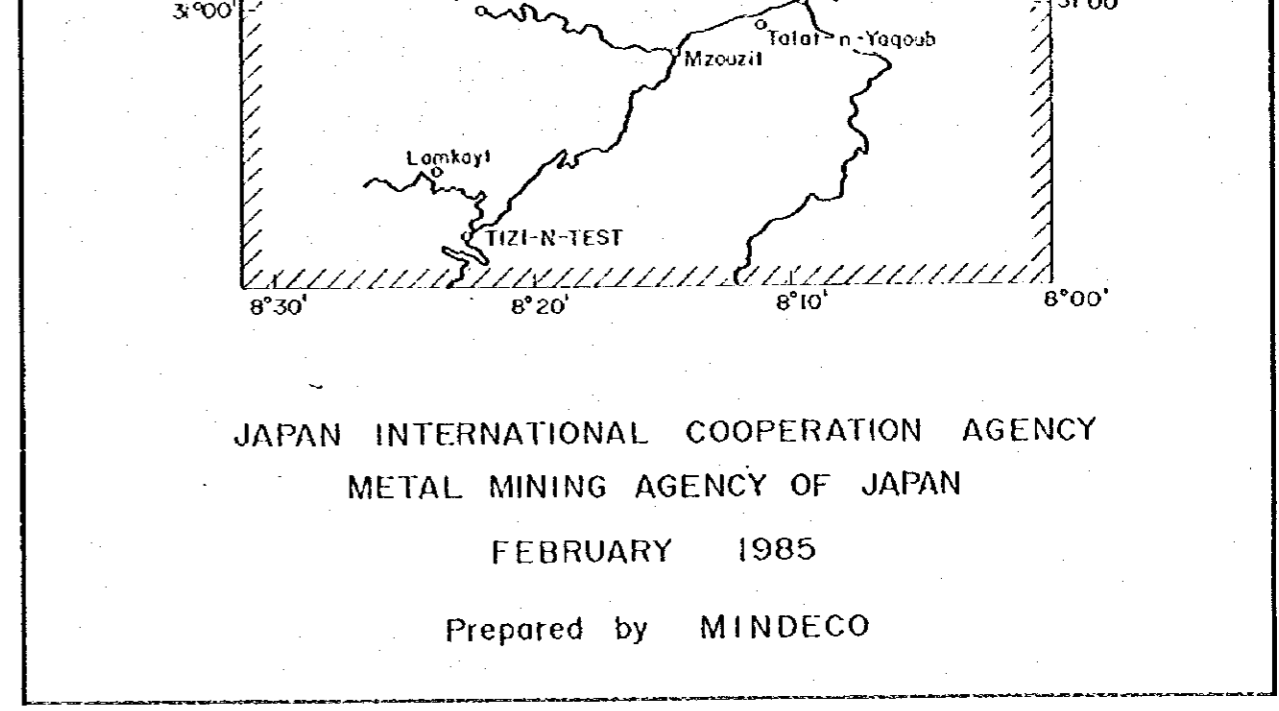 31°00' 31°00'
Talat-n-Yaqoub
Mzouzit
Lamkayt
TIZI-N-TEST
8°30' 8°20' 8°10' 8°00'
JAPAN INTERNATIONAL COOPERATION AGENCY
METAL MINING AGENCY OF JAPAN
FEBRUARY 1985
Prepared by MINDECO